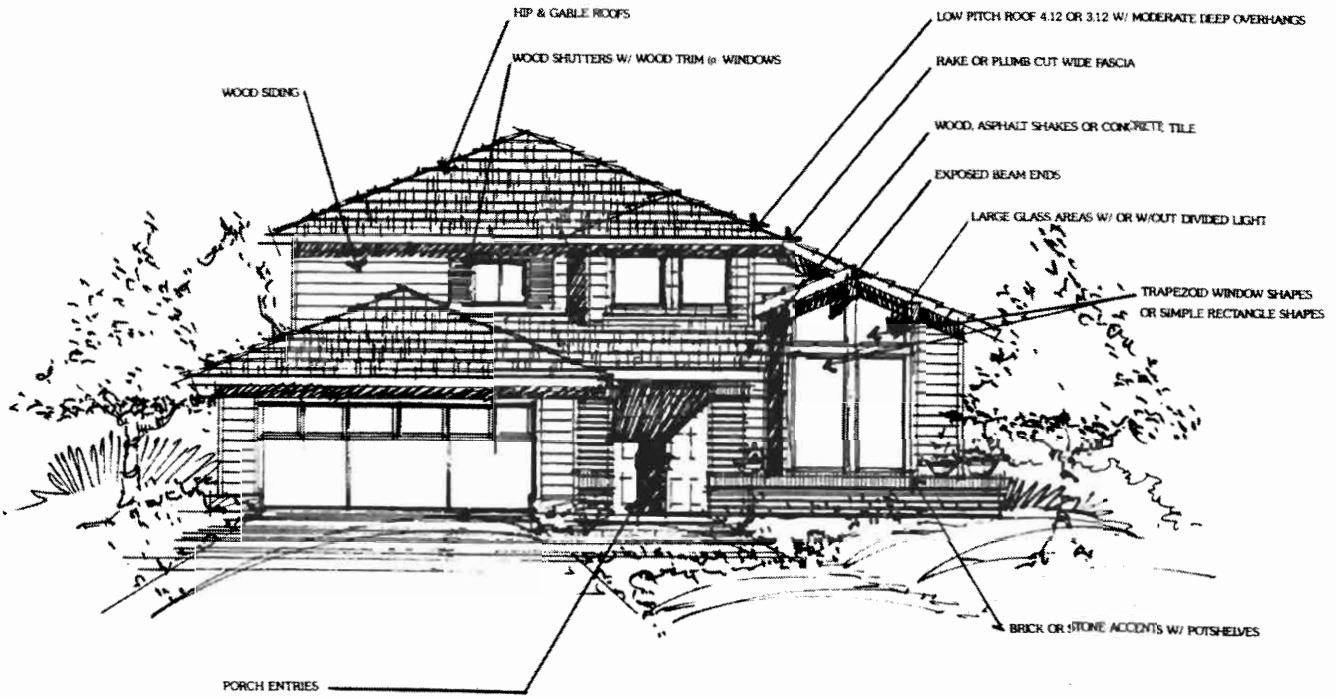 HIP & GABLE ROOFS
LOW PITCH ROOF 4.12 OR 3.12 W/ MODERATE DEEP OVERHANGS
WOOD SHUTTERS W/ WOOD TRIM @ WINDOWS
RAKE OR PLUMB CUT WIDE FASCIA
WOOD SIDING
WOOD, ASPHALT SHAKES OR CONCRETE TILE
EXPOSED BEAM ENDS
LARGE GLASS AREAS W/ OR W/OUT DIVIDED LIGHT
TRAPEZOID WINDOW SHAPES
OR SIMPLE RECTANGLE SHAPES
BRICK OR STONE ACCENTS W/ POTSHELVES
PORCH ENTRIES